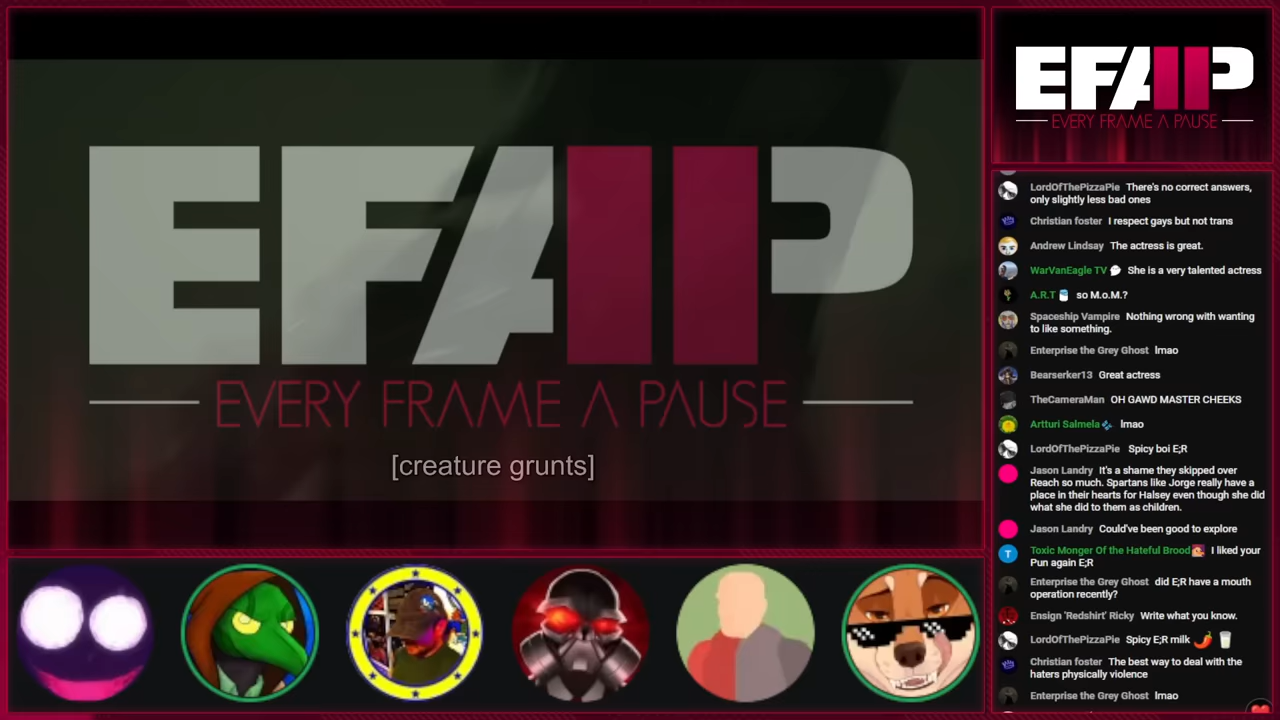 EFAP
EVERY FRAME A PAUSE
[creature grunts]
EFAP
EVERY FRAME A PAUSE
LordOfThePizzaPie There's no correct answers,
only slightly less bad ones
Christian foster I respect gays but not trans
Andrew Lindsay The actress is great.
WarVanEagle TV She is a very talented actress
A.R.T so M.o.M.?
Spaceship Vampire Nothing wrong with wanting
to like something.
Enterprise the Grey Ghost lmao
Bearserker13 Great actress
TheCameraMan OH GAWD MASTER CHEEKS
Artturi Salmela lmao
LordOfThePizzaPie Spicy boi E;R
Jason Landry It's a shame they skipped over
Reach so much. Spartans like Jorge really have a
place in their hearts for Halsey even though she did
what she did to them as children.
Jason Landry Could've been good to explore
T
Toxic Monger Of the Hateful Brood I liked your
Pun again E;R
Enterprise the Grey Ghost did E;R have a mouth
operation recently?
Ensign 'Redshirt' Ricky Write what you know.
LordOfThePizzaPie Spicy E;R milk 🌶️ 🥛
Christian foster The best way to deal with the
haters physically violence
Enterprise the Grey Ghost lmao